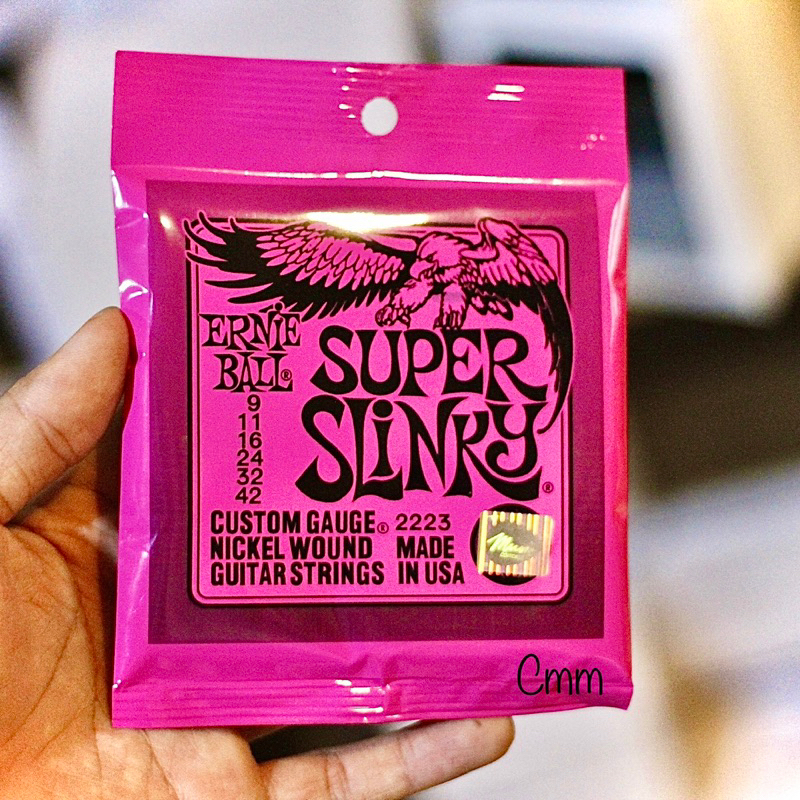 ERNIE
BALL®
SUPER
SLINKY®
9
11
16
24
32
42
CUSTOM GAUGE® 2223
NICKEL WOUND MADE
GUITAR STRINGS IN USA
Cmm